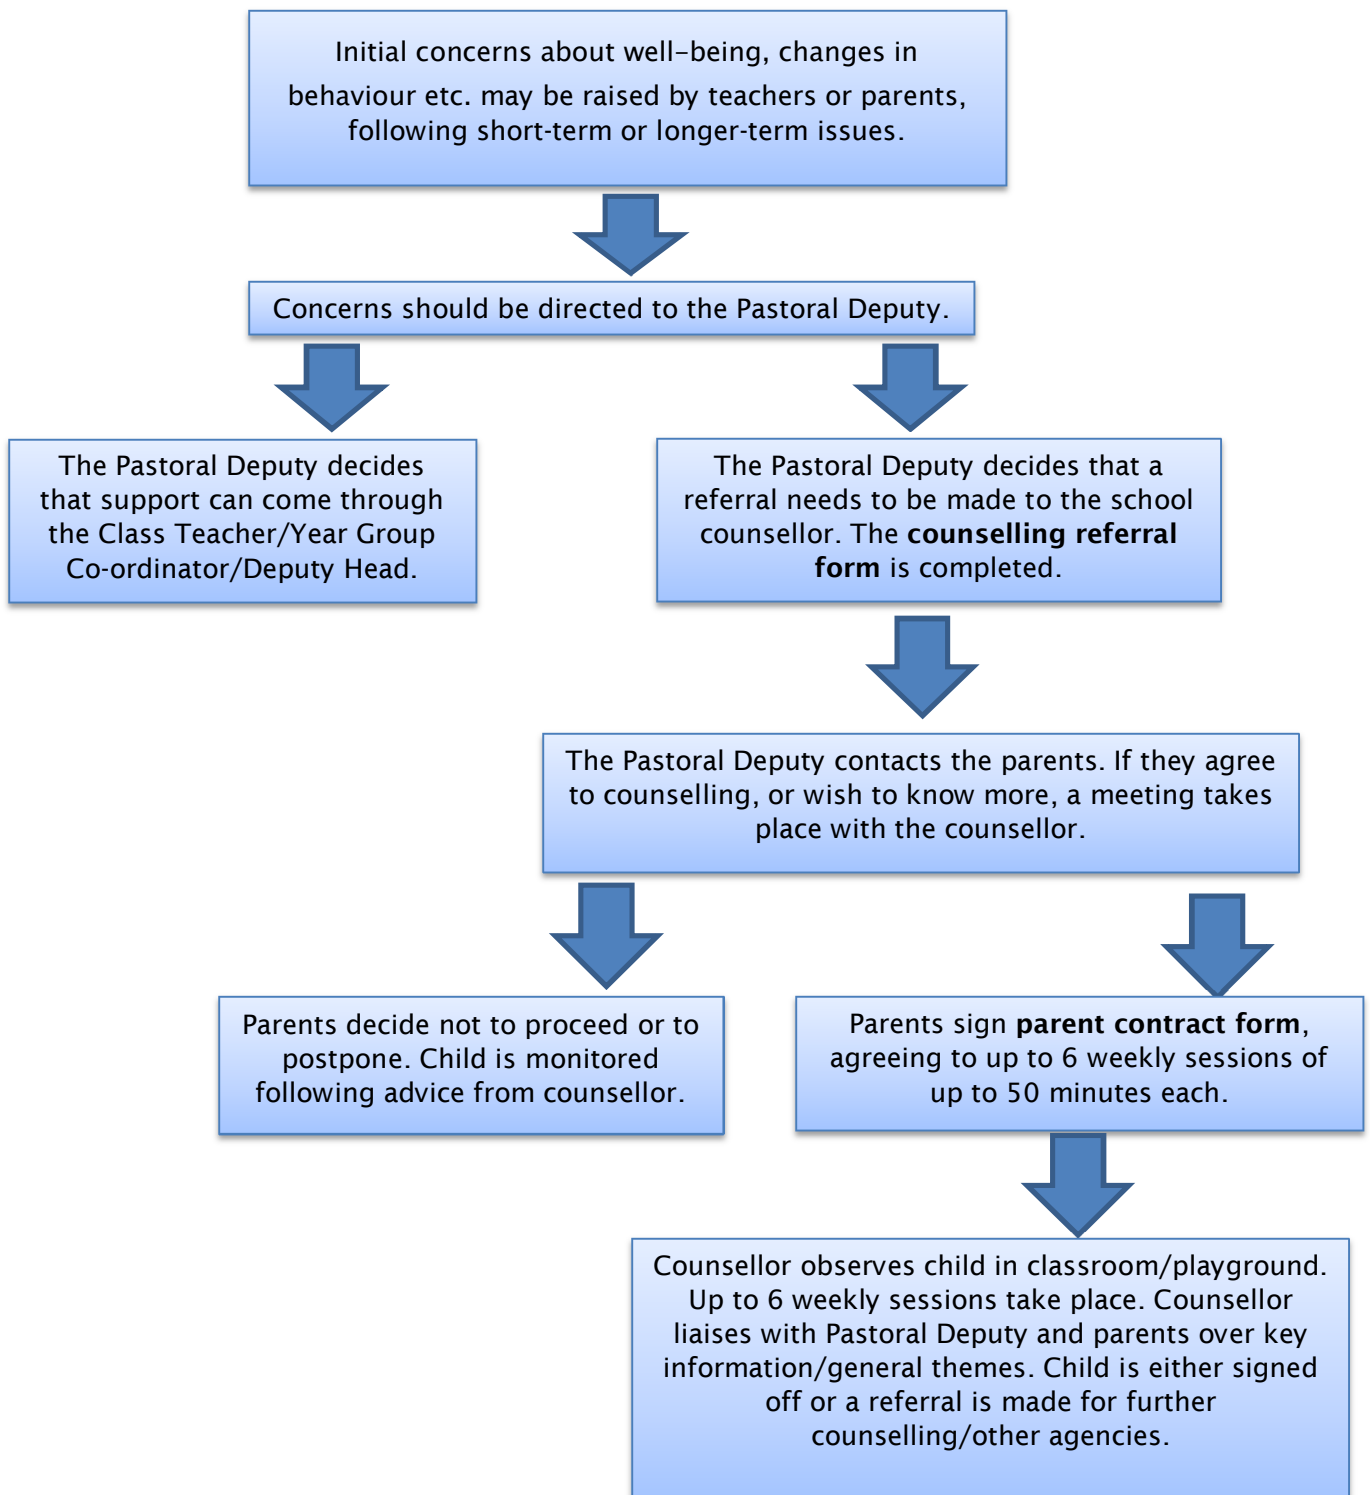 Initial concerns about well-being, changes in
behaviour etc. may be raised by teachers or parents,
following short-term or longer-term issues.
Concerns should be directed to the Pastoral Deputy.
The Pastoral Deputy decides
that support can come through
the Class Teacher/Year Group
Co-ordinator/Deputy Head.
The Pastoral Deputy decides that a
referral needs to be made to the school
counsellor. The counselling referral
form is completed.
The Pastoral Deputy contacts the parents. If they agree
to counselling, or wish to know more, a meeting takes
place with the counsellor.
Parents decide not to proceed or to
postpone. Child is monitored
following advice from counsellor.
Parents sign parent contract form,
agreeing to up to 6 weekly sessions of
up to 50 minutes each.
Counsellor observes child in classroom/playground.
Up to 6 weekly sessions take place. Counsellor
liaises with Pastoral Deputy and parents over key
information/general themes. Child is either signed
off or a referral is made for further
counselling/other agencies.